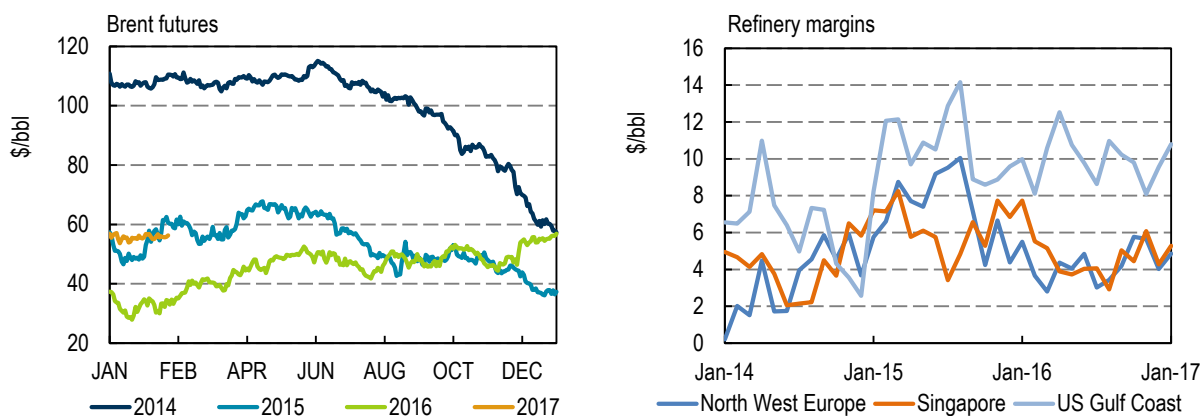 Brent futures
$/bbl
120
100
80
60
40
20
JAN FEB APR JUN AUG OCT DEC
2014 2015 2016 2017
Refinery margins
$/bbl
16
14
12
10
8
6
4
2
0
Jan-14 Jan-15 Jan-16 Jan-17
North West Europe Singapore US Gulf Coast